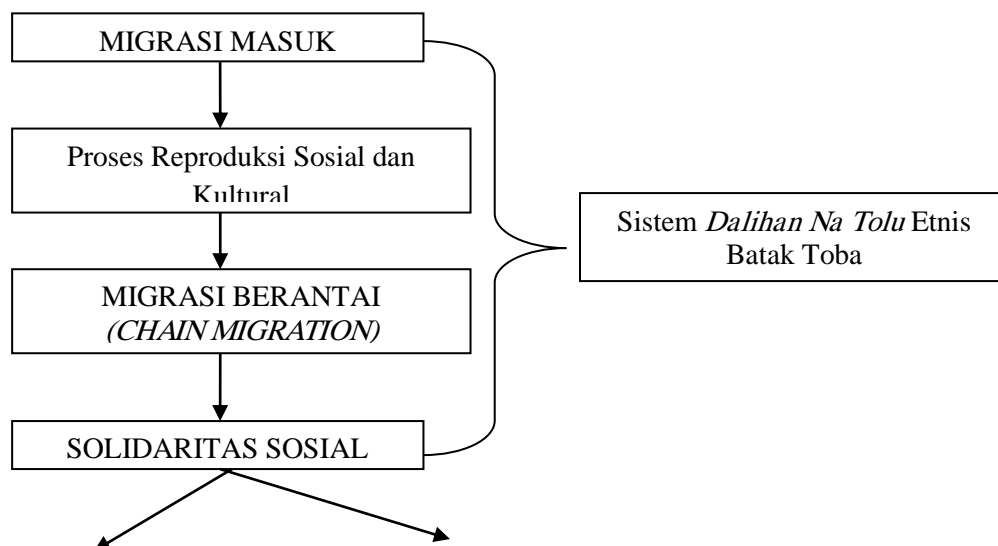 MIGRASI MASUK
Proses Reproduksi Sosial dan
Kultural
MIGRASI BERANTAI
(CHAIN MIGRATION)
SOLIDARITAS SOSIAL
Sistem Dalihan Na Tolu Etnis
Batak Toba